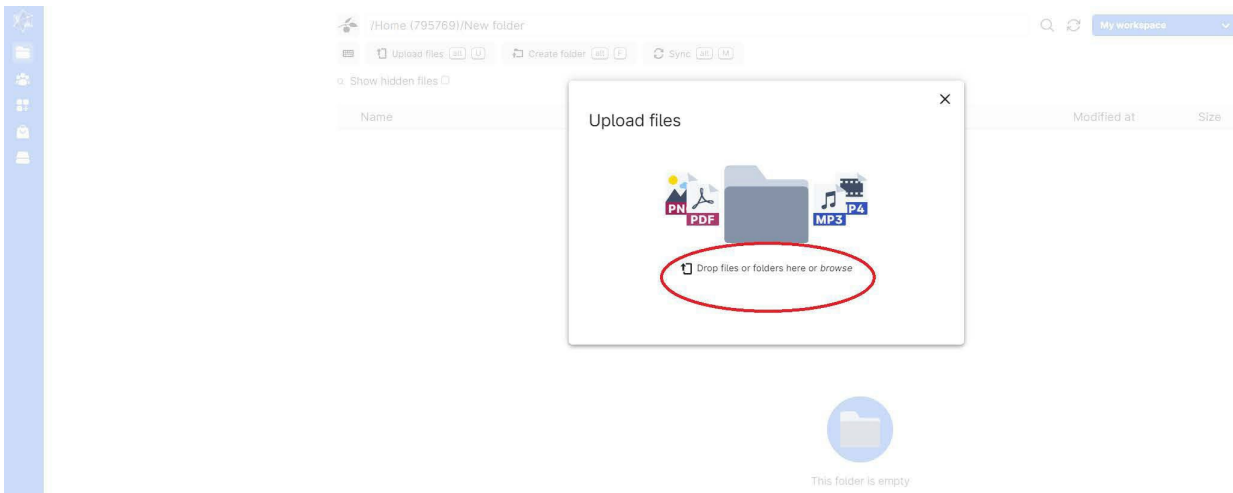 /Home (795769)/New folder
My workspace
Upload files alt U Create folder alt F Sync alt M
Show hidden files
Name Modified at Size
Upload files
PN PDF MP3 P4
Drop files or folders here or browse
This folder is empty